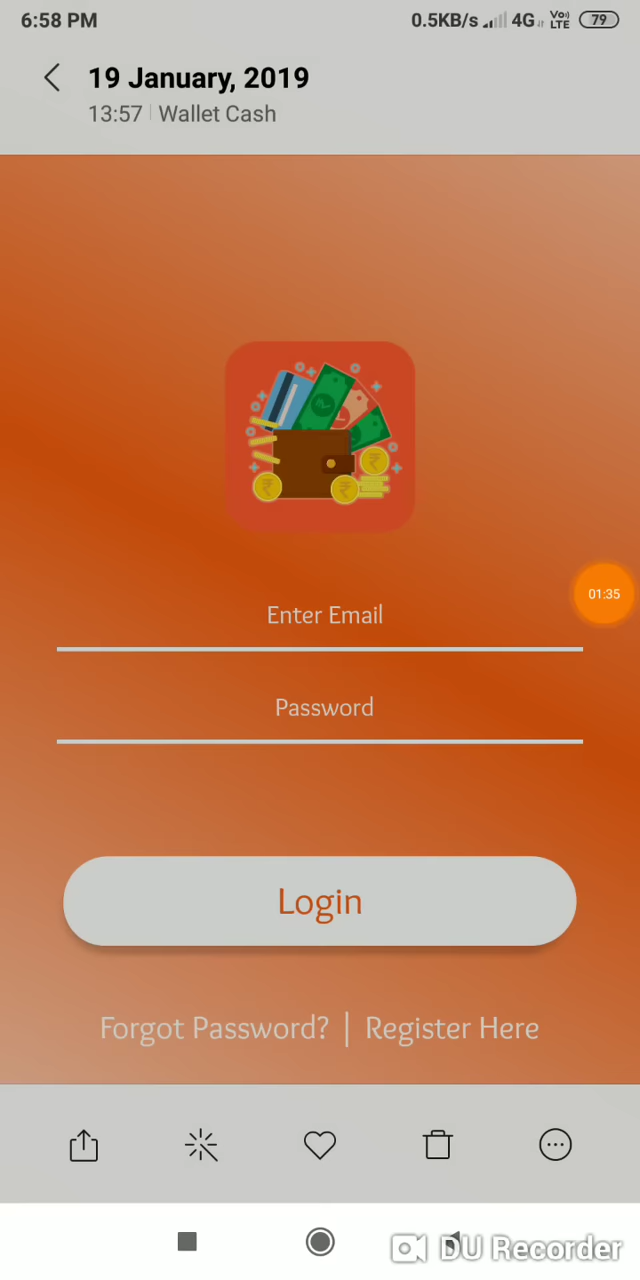 6:58 PM 0.5KB/s 4G Vo) LTE 79
19 January, 2019
13:57 | Wallet Cash
01:35
Enter Email
Password
Login
Forgot Password? | Register Here
DU Recorder